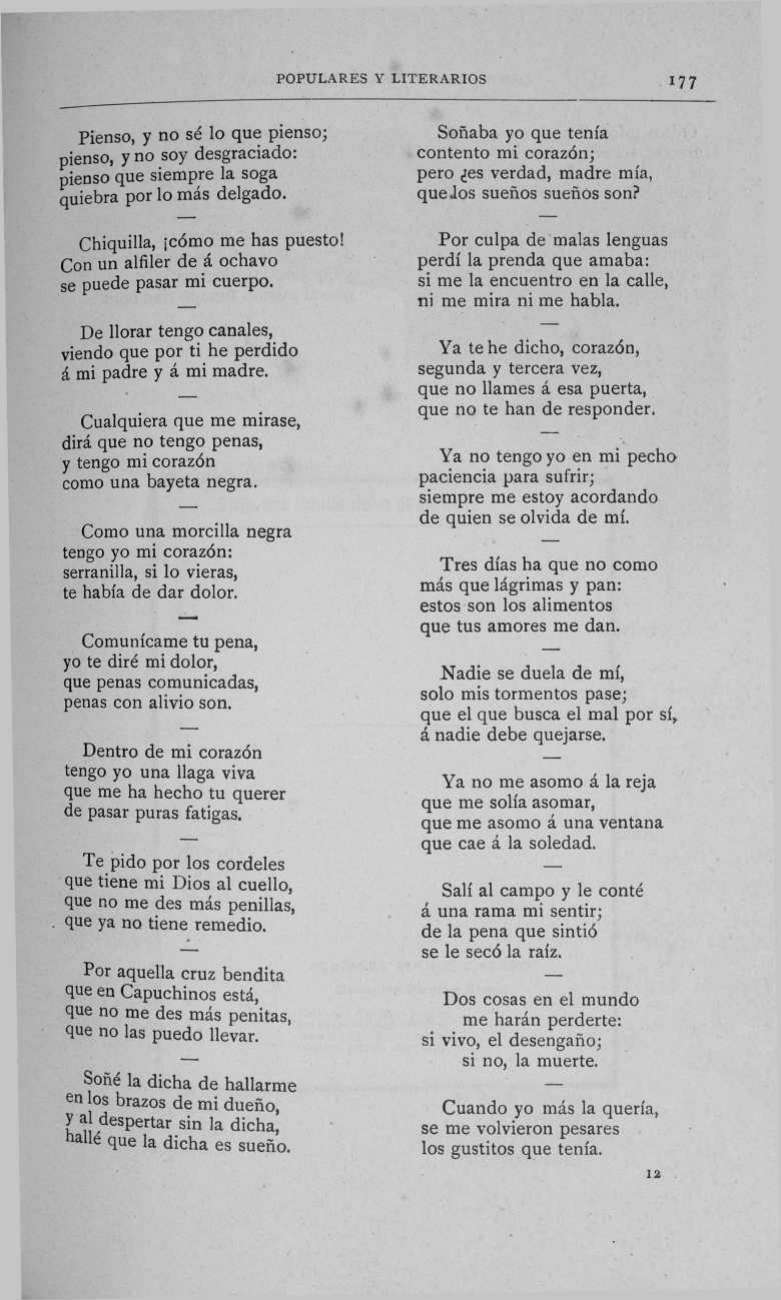 POPULARES Y LITERARIOS 177
Pienso, y no sé lo que pienso;
pienso, y no soy desgraciado:
pienso que siempre la soga
quiebra por lo más delgado.
—
Chiquilla, ¡cómo me has puesto!
Con un alfiler de á ochavo
se puede pasar mi cuerpo.
—
De llorar tengo canales,
viendo que por ti he perdido
á mi padre y á mi madre.
—
Cualquiera que me mirase,
dirá que no tengo penas,
y tengo mi corazón
como una bayeta negra.
—
Como una morcilla negra
tengo yo mi corazón:
serranilla, si lo vieras,
te había de dar dolor.
—
Comunícame tu pena,
yo te diré mi dolor,
que penas comunicadas,
penas con alivio son.
—
Dentro de mi corazón
tengo yo una llaga viva
que me ha hecho tu querer
de pasar puras fatigas.
—
Te pido por los cordeles
que tiene mi Dios al cuello,
que no me des más penillas,
que ya no tiene remedio.
—
Por aquella cruz bendita
que en Capuchinos está,
que no me des más penitas,
que no las puedo llevar.
—
Soñé la dicha de hallarme
en los brazos de mi dueño,
y al despertar sin la dicha,
hallé que la dicha es sueño.
Soñaba yo que tenía
contento mi corazón;
pero ¿es verdad, madre mía,
que los sueños sueños son?
—
Por culpa de malas lenguas
perdí la prenda que amaba:
si me la encuentro en la calle,
ni me mira ni me habla.
—
Ya te he dicho, corazón,
segunda y tercera vez,
que no llames á esa puerta,
que no te han de responder.
—
Ya no tengo yo en mi pecho
paciencia para sufrir;
siempre me estoy acordando
de quien se olvida de mí.
—
Tres días ha que no como
más que lágrimas y pan:
estos son los alimentos
que tus amores me dan.
—
Nadie se duela de mí,
solo mis tormentos pase;
que el que busca el mal por sí,
á nadie debe quejarse.
—
Ya no me asomo á la reja
que me solía asomar,
que me asomo á una ventana
que cae á la soledad.
—
Salí al campo y le conté
á una rama mi sentir;
de la pena que sintió
se le secó la raíz.
—
Dos cosas en el mundo
me harán perderte:
si vivo, el desengaño;
si no, la muerte.
—
Cuando yo más la quería,
se me volvieron pesares
los gustitos que tenía.
12